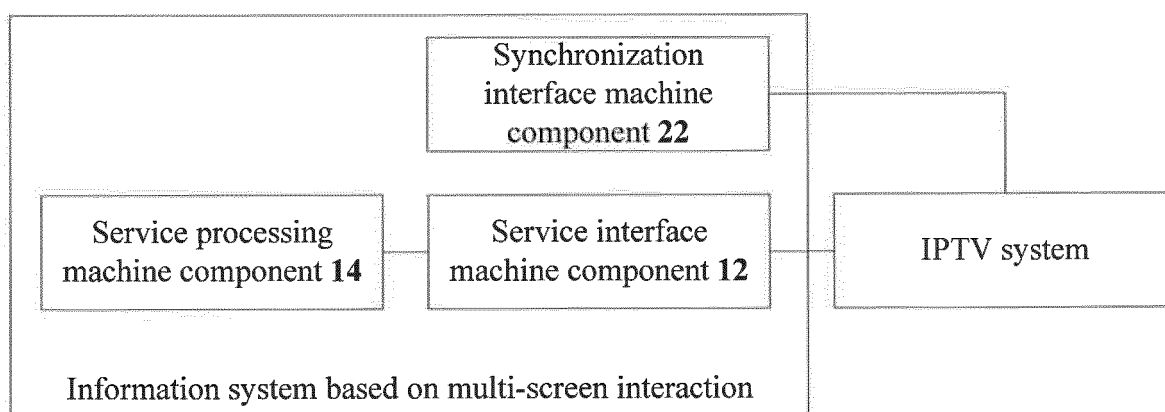 Synchronization
interface machine
component 22
Service processing
machine component 14
Service interface
machine component 12
IPTV system
Information system based on multi-screen interaction